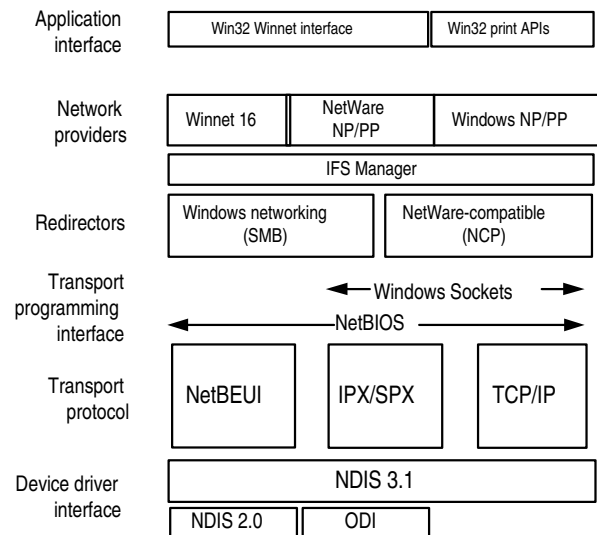 Application
interface
Win32 Winnet interface
Win32 print APIs
Network
providers
Winnet 16
NetWare
NP/PP
Windows NP/PP
IFS Manager
Redirectors
Windows networking
(SMB)
NetWare-compatible
(NCP)
Transport
programming
interface
Windows Sockets
NetBIOS
Transport
protocol
NetBEUI
IPX/SPX
TCP/IP
Device driver
interface
NDIS 3.1
NDIS 2.0
ODI